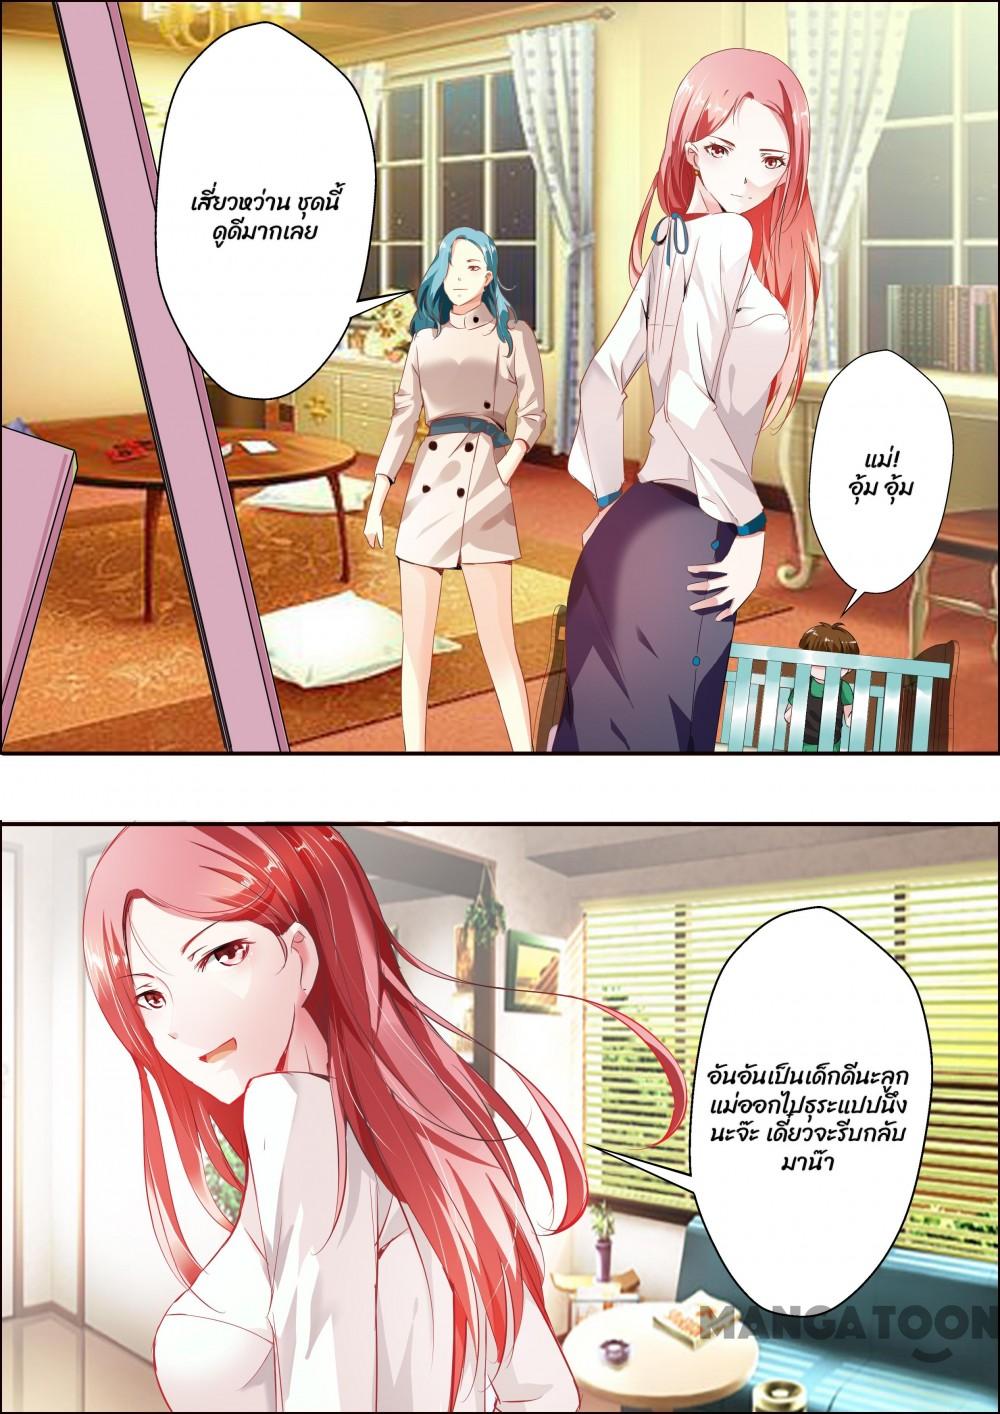 เสี่ยวหว่าน ชุดนี้
ดูดีมากเลย
แม่!
อุ้ม อุ้ม
อันอันเป็นเด็กดีนะลูก
แม่ออกไปธุระแปปนึง
นะจ๊ะ เดี๋ยวจะรีบกลับ
มาน๊า
MANGATOON